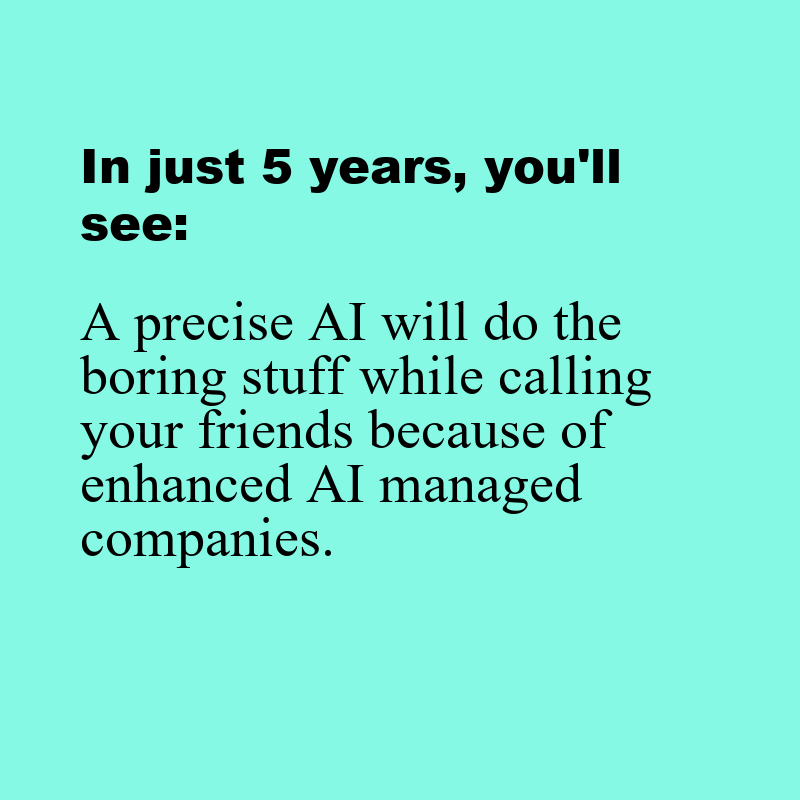 In just 5 years, you'll
see:
A precise AI will do the
boring stuff while calling
your friends because of
enhanced AI managed
companies.